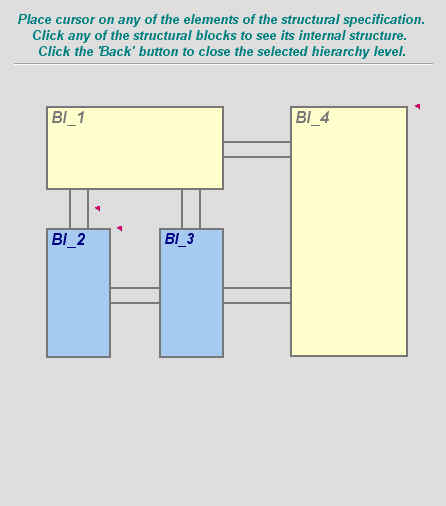 Place cursor on any of the elements of the structural specification.
Click any of the structural blocks to see its internal structure.
Click the 'Back' button to close the selected hierarchy level.
Bl_1
Bl_4
Bl_2
Bl_3